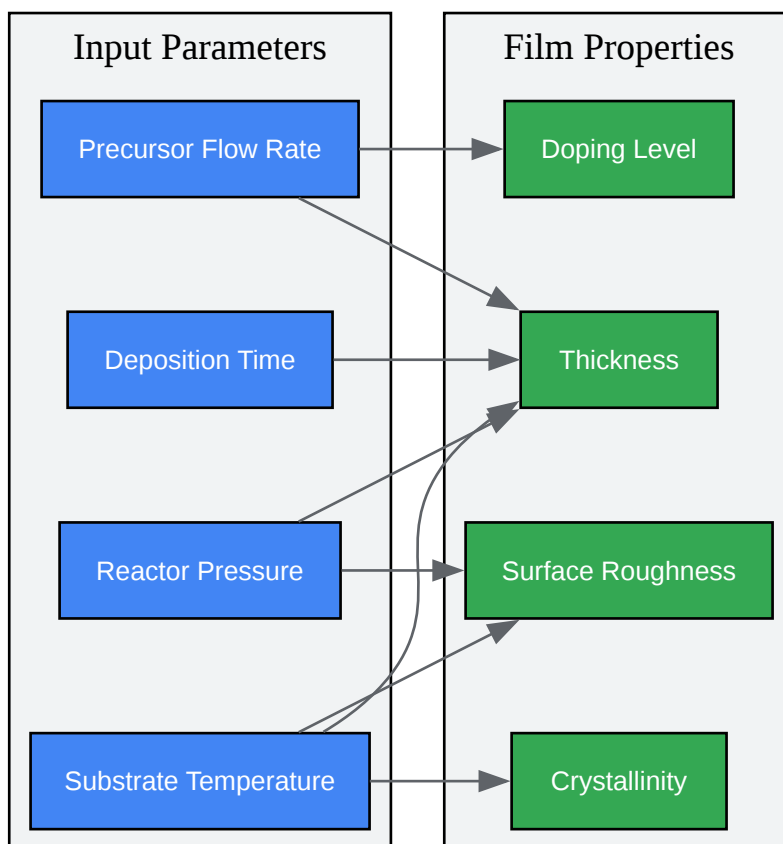 Input Parameters
Precursor Flow Rate
Deposition Time
Reactor Pressure
Substrate Temperature
Film Properties
Doping Level
Thickness
Surface Roughness
Crystallinity